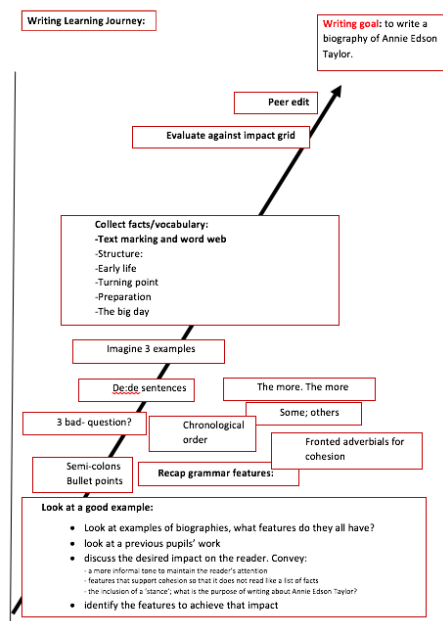 Writing Learning Journey:
Writing goal: to write a
biography of Annie Edson
Taylor.
Peer edit
Evaluate against impact grid
Collect facts/vocabulary:
-Text marking and word web
-Structure:
-Early life
-Turning point
-Preparation
-The big day
Imagine 3 examples
De:de sentences
The more. The more
Some; others
3 bad- question?
Chronological
order
Fronted adverbials for
cohesion
Semi-colons
Bullet points
Recap grammar features:
Look at a good example:
• Look at examples of biographies, what features do they all have?
• look at a previous pupils' work
• discuss the desired impact on the reader. Convey:
- a more informal tone to maintain the reader's attention
- features that support cohesion so that it does not read like a list of facts
- the inclusion of a 'stance'; what is the purpose of writing about Annie Edson Taylor?
• identify the features to achieve that impact